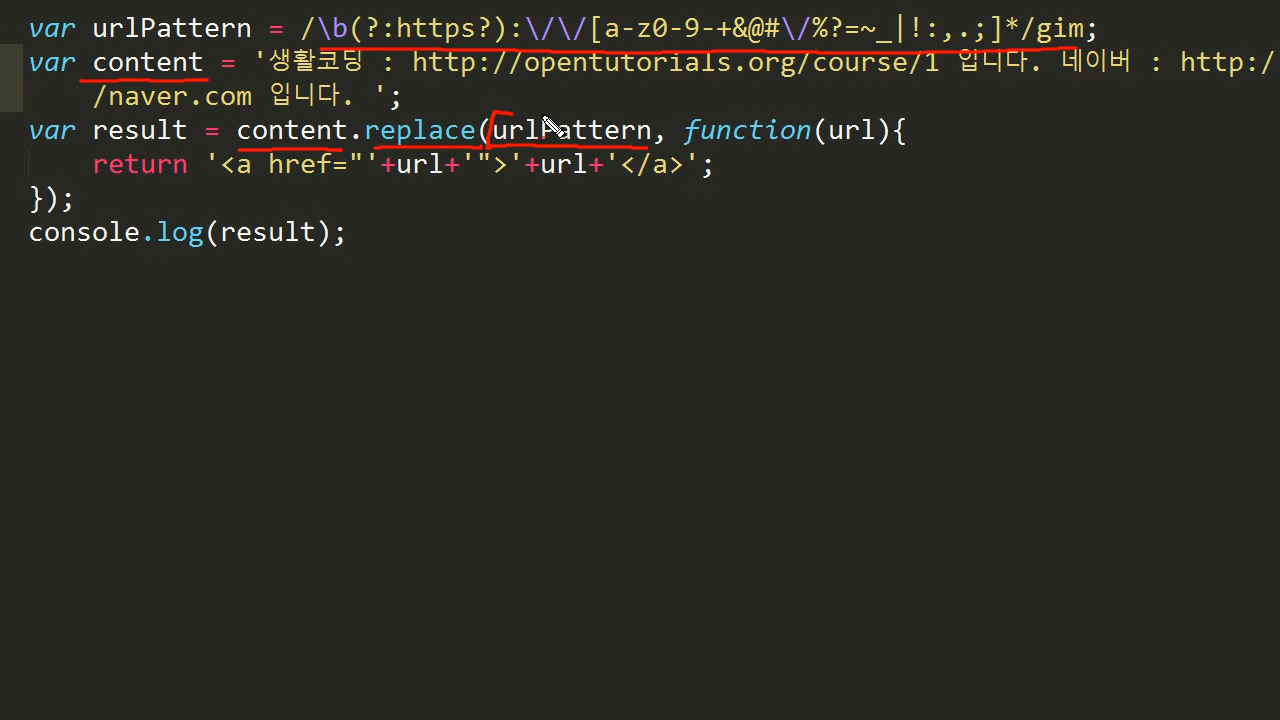 var urlPattern = /\b(?:https?):\/\/[a-z0-9-+&@#\/%?=~_|!:,.;]*/gim;
var content = '생활코딩 : http://opentutorials.org/course/1 입니다. 네이버 : http:/
/naver.com 입니다. ';
var result = content.replace(urlPattern, function(url){
return '<a href="'+url+'">'+url+'</a>';
});
console.log(result);